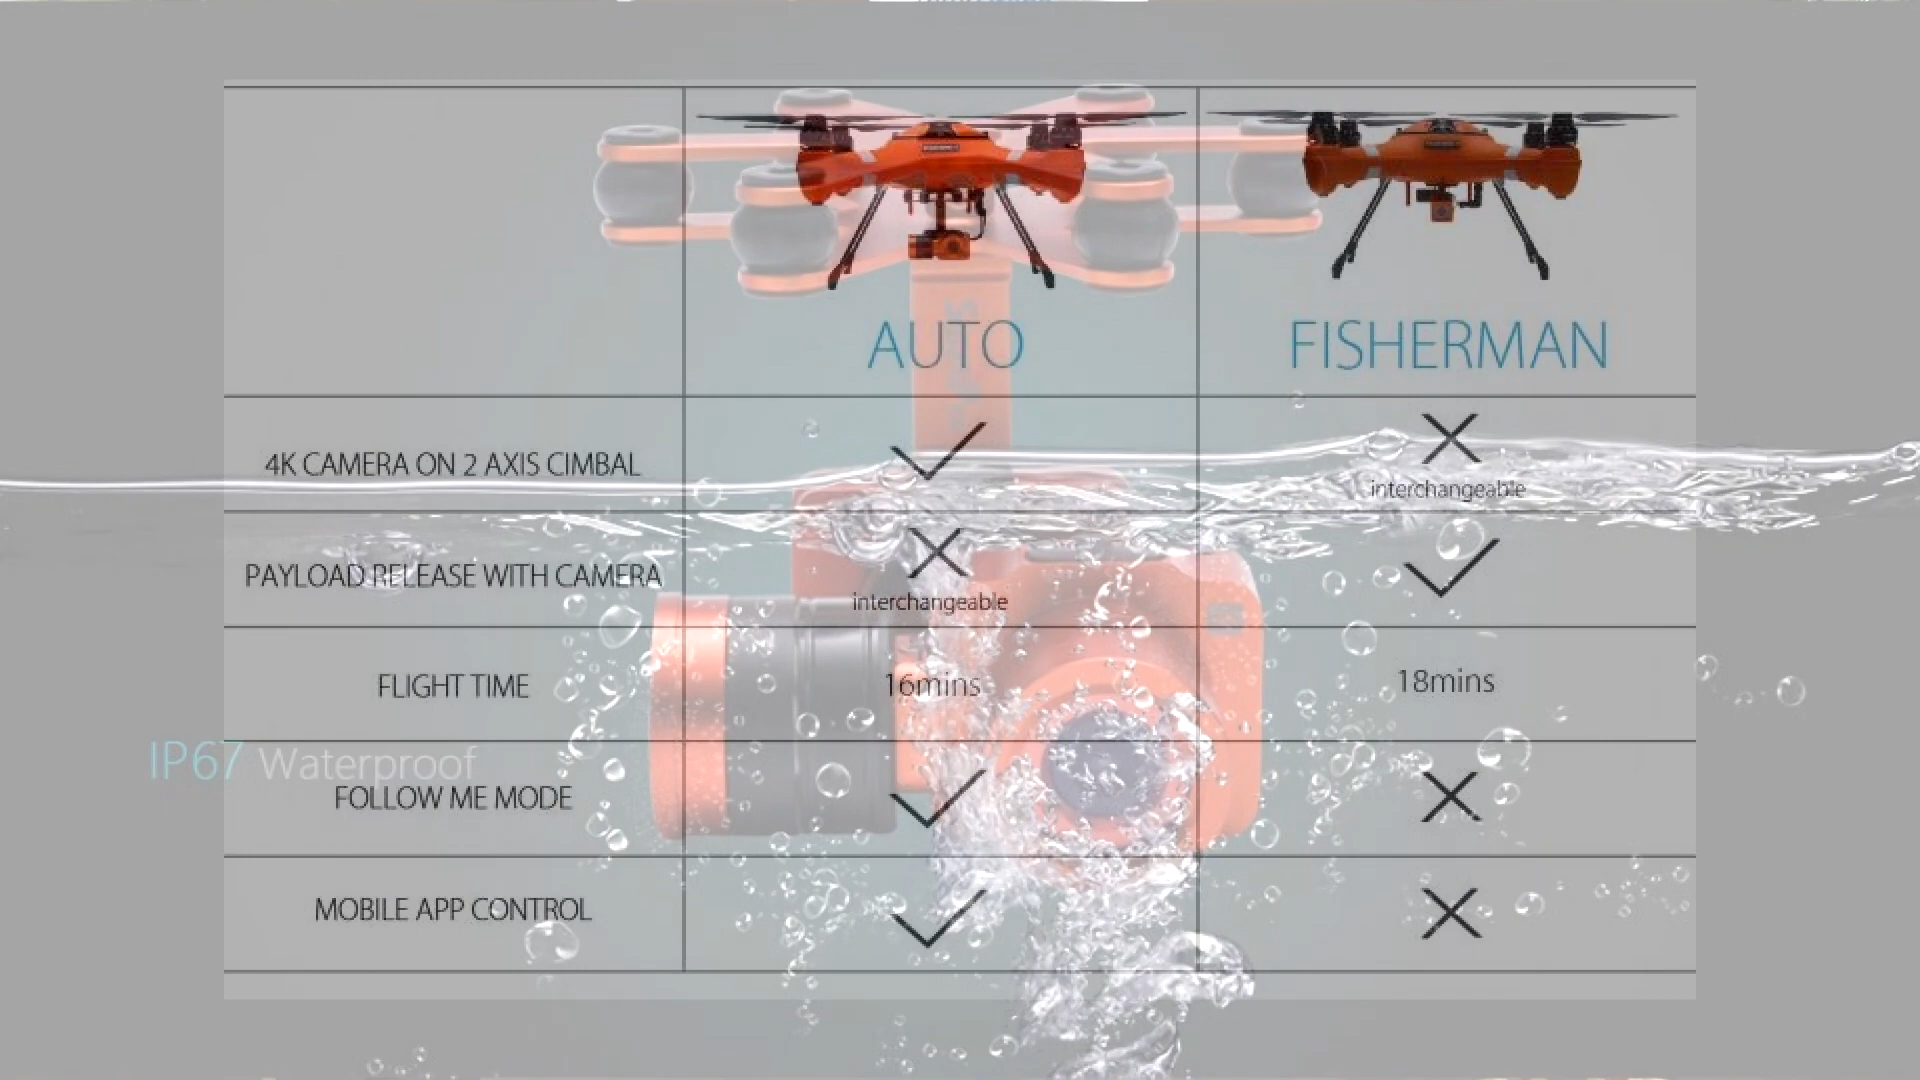 AUTO
FISHERMAN
4K CAMERA ON 2 AXIS CIMBAL
interchangeable
PAYLOAD RELEASE WITH CAMERA
interchangeable
FLIGHT TIME
16mins
18mins
IP67 Waterproof
FOLLOW ME MODE
MOBILE APP CONTROL